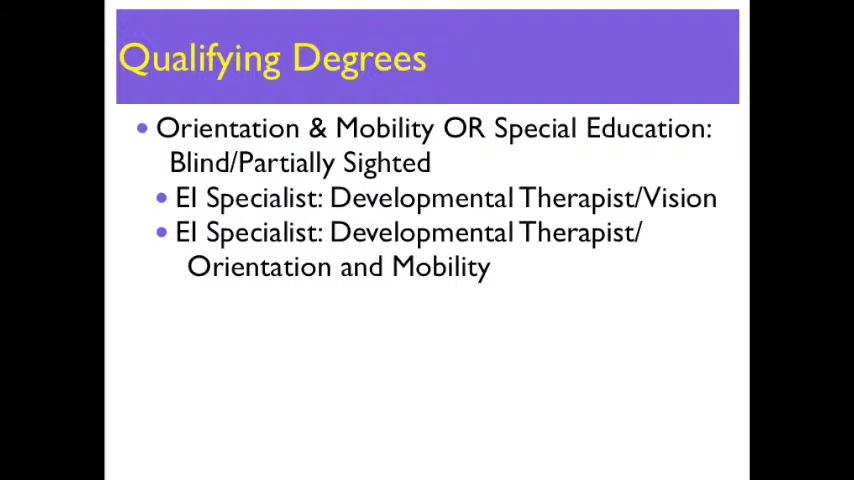 Qualifying Degrees
• Orientation & Mobility OR Special Education:
Blind/Partially Sighted
• EI Specialist: Developmental Therapist/Vision
• EI Specialist: Developmental Therapist/
Orientation and Mobility